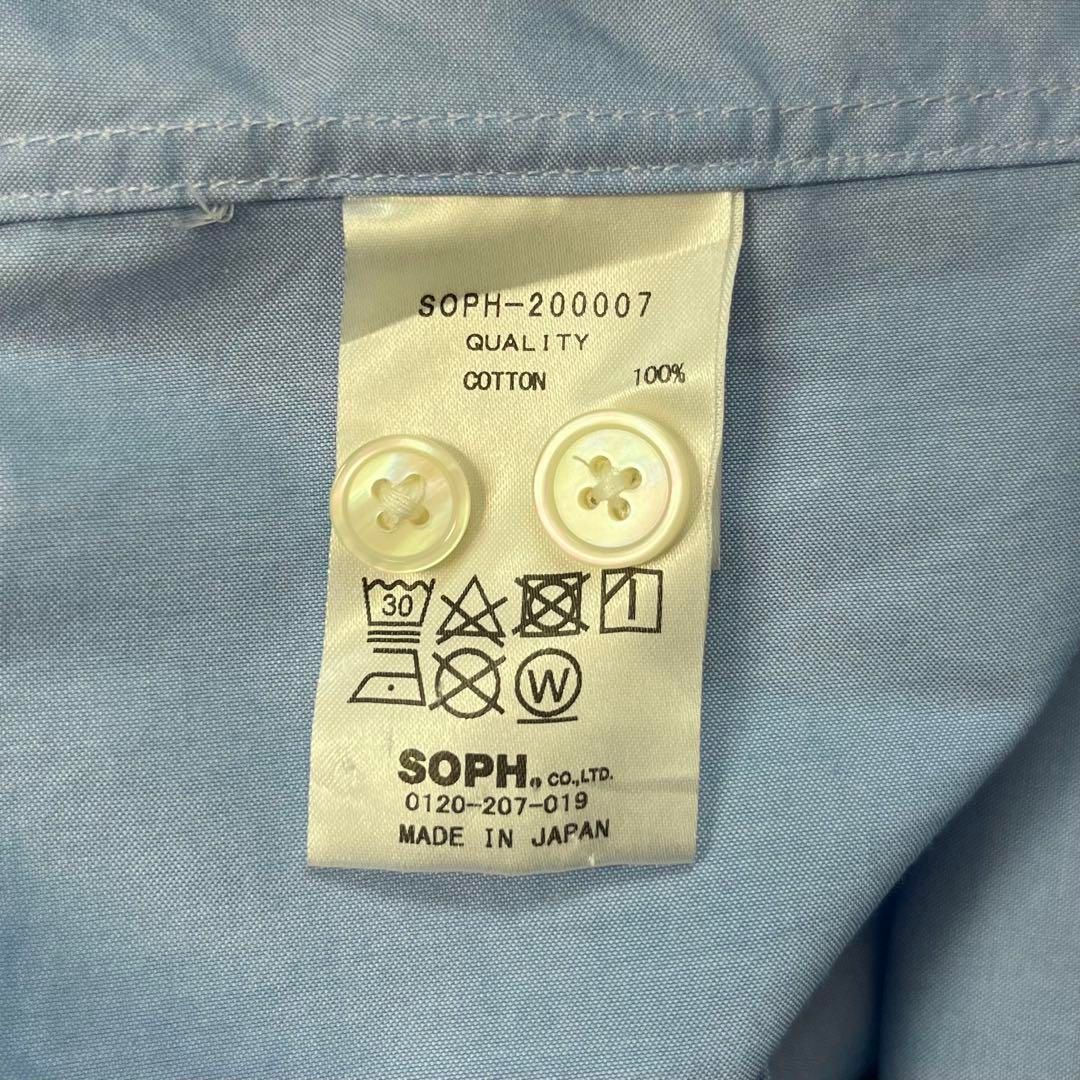 SOPH-200007
QUALITY
COTTON 100%
30
W
SOPH.® CO.,LTD.
0120-207-019
MADE IN JAPAN